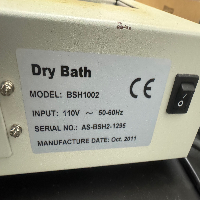 Dry Bath
MODEL: BSH1002
CE
INPUT: 110V ~ 50-60Hz
SERIAL NO.: AS-BSH2-1295
MANUFACTURE DATE: Oct. 2011